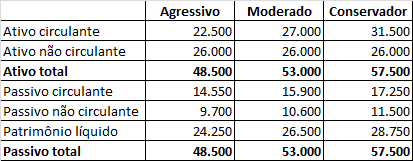 Agressivo Moderado Conservador
Ativo circulante 22.500 27.000 31.500
Ativo não circulante 26.000 26.000 26.000
Ativo total 48.500 53.000 57.500
Passivo circulante 14.550 15.900 17.250
Passivo não circulante 9.700 10.600 11.500
Patrimônio líquido 24.250 26.500 28.750
Passivo total 48.500 53.000 57.500